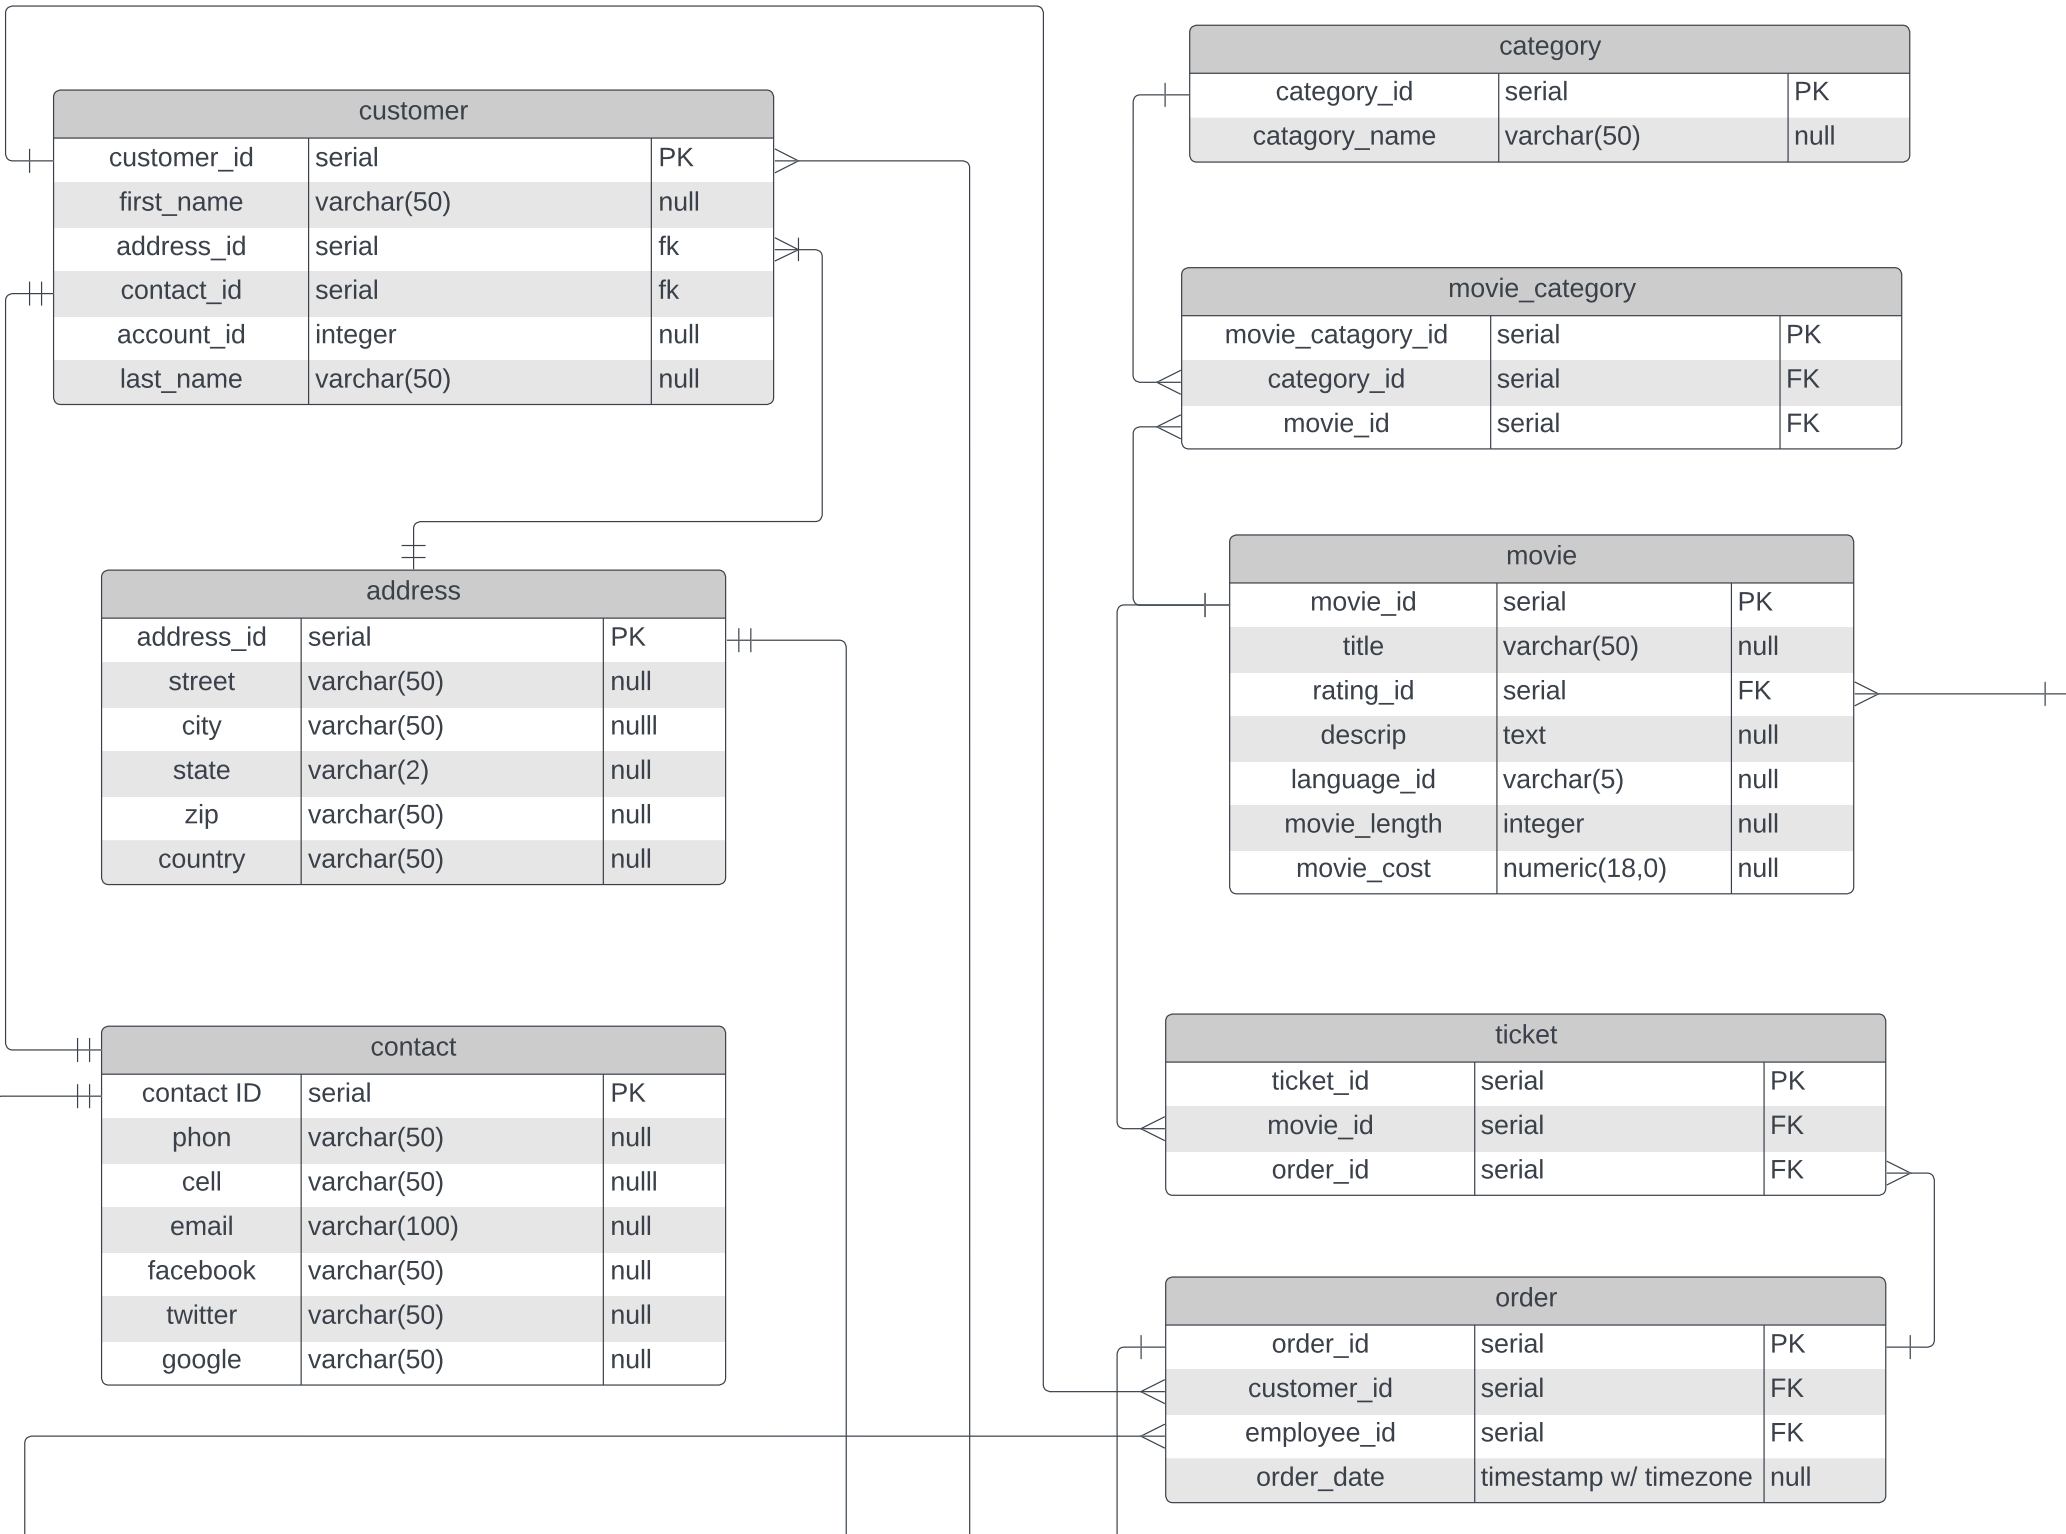 customer
customer_id serial PK
first_name varchar(50) null
address_id serial fk
contact_id serial fk
account_id integer null
last_name varchar(50) null
address
address_id serial PK
street varchar(50) null
city varchar(50) nulll
state varchar(2) null
zip varchar(50) null
country varchar(50) null
contact
contact ID serial PK
phon varchar(50) null
cell varchar(50) nulll
email varchar(100) null
facebook varchar(50) null
twitter varchar(50) null
google varchar(50) null
category
category_id serial PK
catagory_name varchar(50) null
movie_category
movie_catagory_id serial PK
category_id serial FK
movie_id serial FK
movie
movie_id serial PK
title varchar(50) null
rating_id serial FK
descrip text null
language_id varchar(5) null
movie_length integer null
movie_cost numeric(18,0) null
ticket
ticket_id serial PK
movie_id serial FK
order_id serial FK
order
order_id serial PK
customer_id serial FK
employee_id serial FK
order_date timestamp w/ timezone null